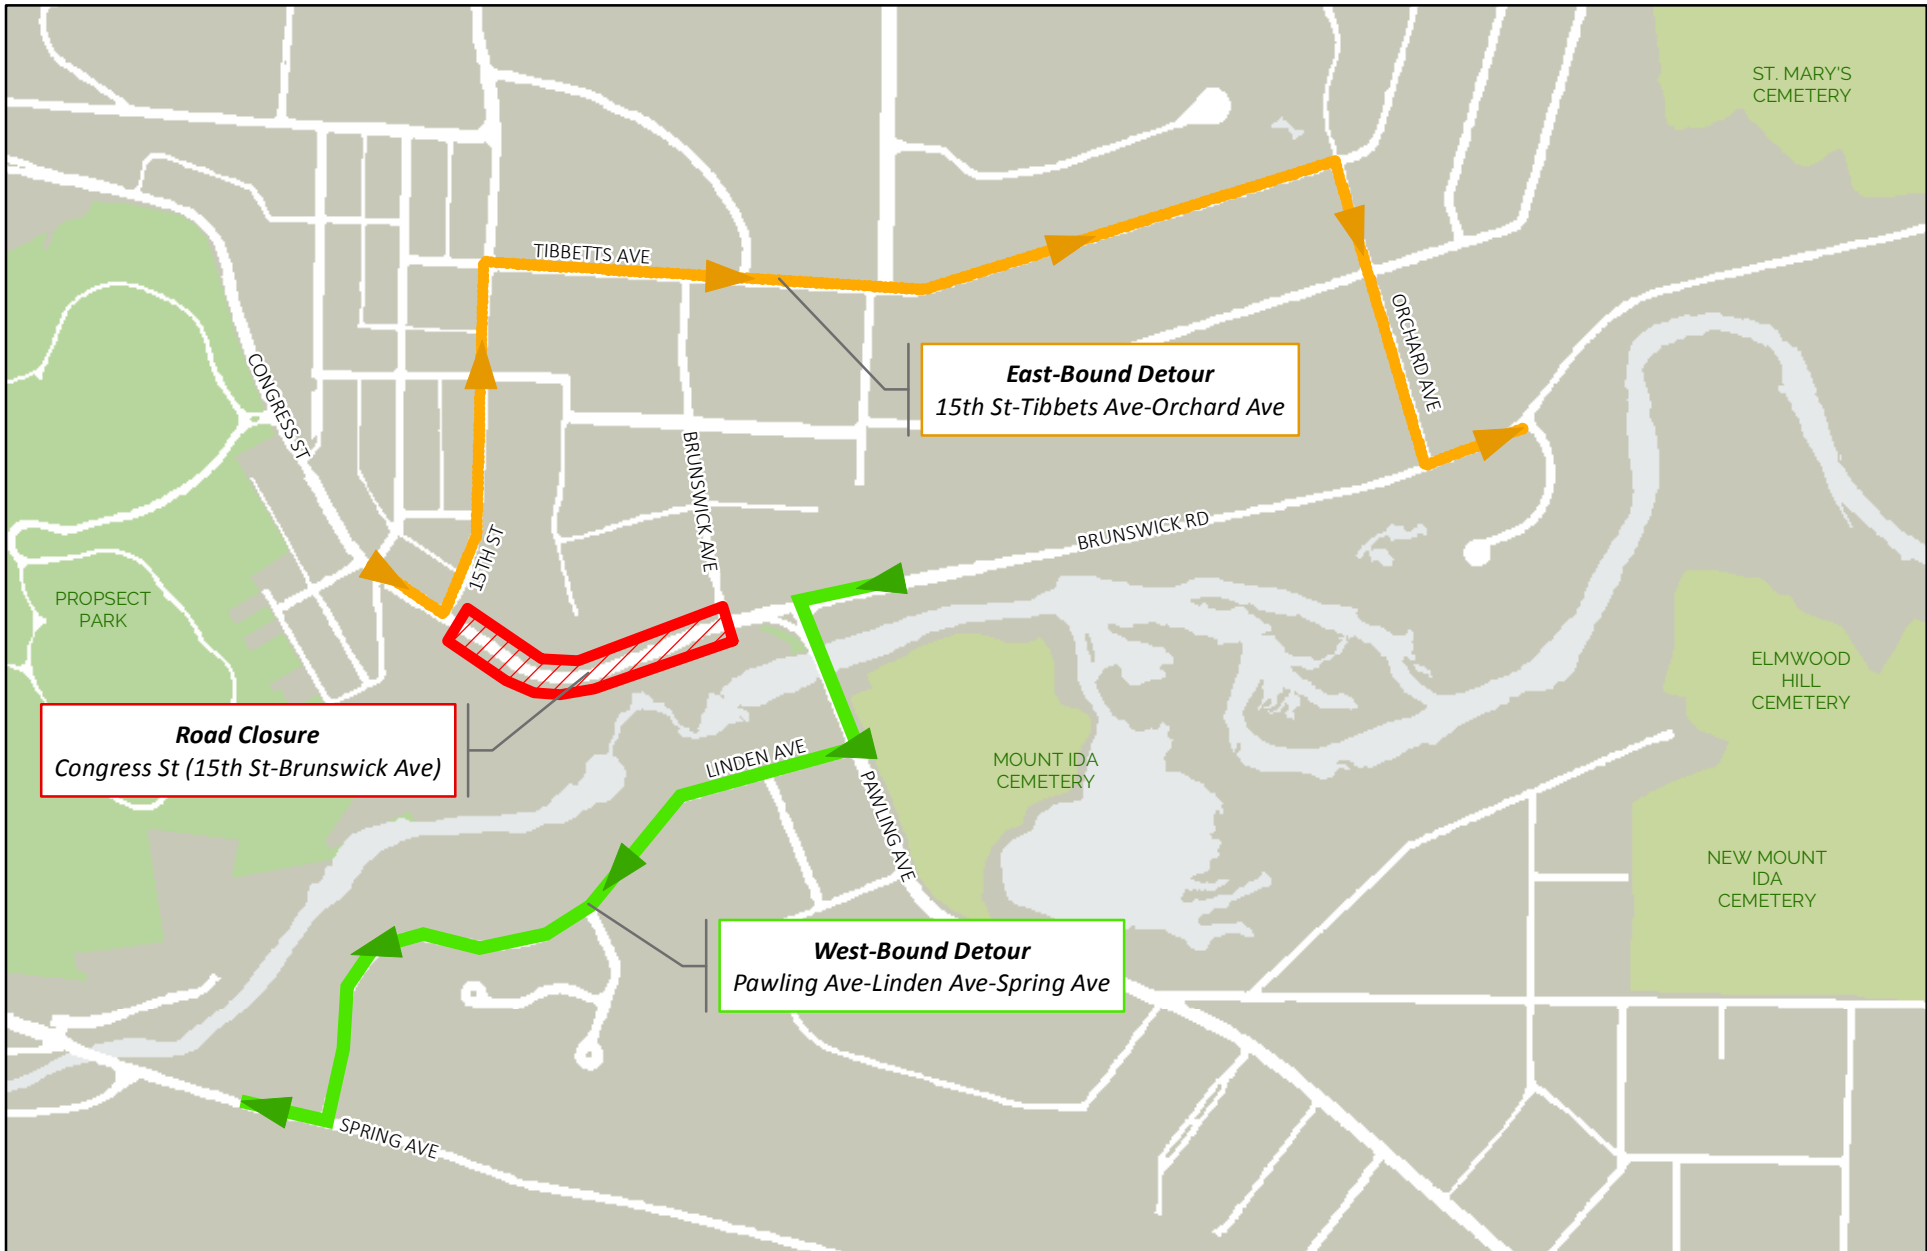 ST. MARY'S
CEMETERY
TIBBETTS AVE
CONGRESS ST
ORCHARD AVE
East-Bound Detour
15th St-Tibbets Ave-Orchard Ave
BRUNSWICK AVE
15TH ST
BRUNSWICK RD
PROPSECT
PARK
ELMWOOD
HILL
CEMETERY
Road Closure
Congress St (15th St-Brunswick Ave)
LINDEN AVE
MOUNT IDA
CEMETERY
PAWLING AVE
NEW MOUNT
IDA
CEMETERY
West-Bound Detour
Pawling Ave-Linden Ave-Spring Ave
SPRING AVE